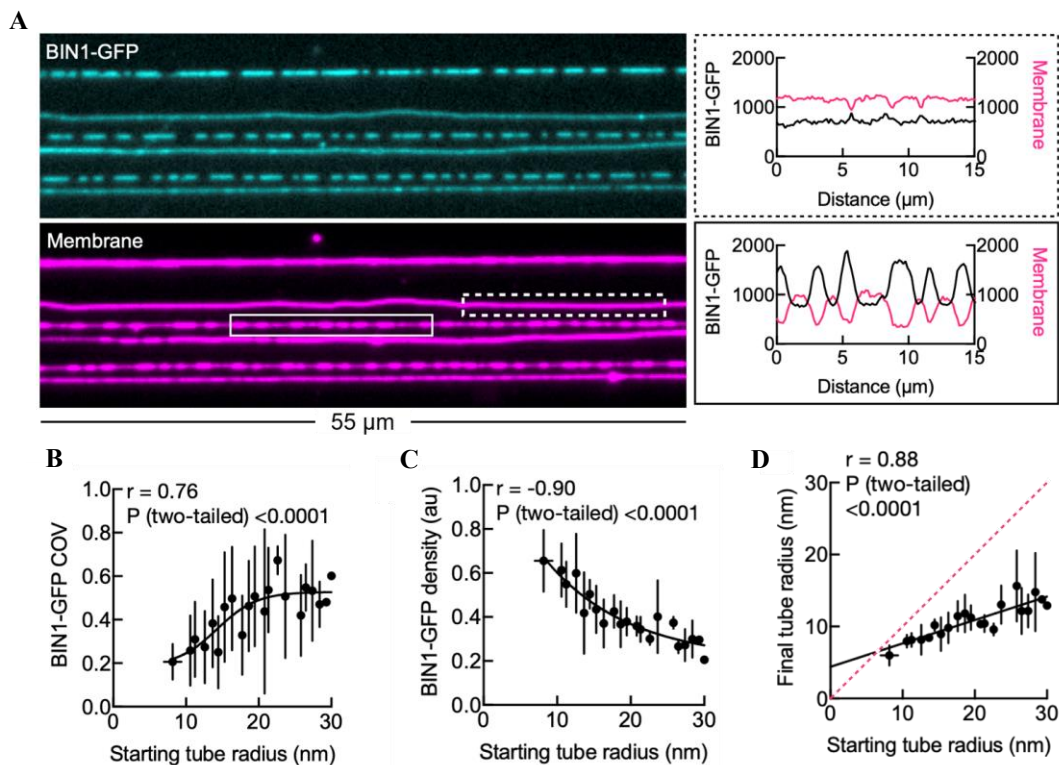 A
BIN1-GFP
Membrane
55 µm
2000
1000
0
BIN1-GFP
0
5
10
15
Distance (µm)
2000
1000
0
Membrane
2000
1000
0
BIN1-GFP
0
5
10
15
Distance (µm)
2000
1000
0
Membrane
B
r = 0.76
P (two-tailed) <0.0001
1.0
0.8
0.6
0.4
0.2
0.0
BIN1-GFP COV
0
10
20
30
Starting tube radius (nm)
C
r = -0.90
P (two-tailed) <0.0001
1.0
0.8
0.6
0.4
0.2
0.0
BIN1-GFP density (au)
0
10
20
30
Starting tube radius (nm)
D
r = 0.88
P (two-tailed)
<0.0001
30
20
10
0
Final tube radius (nm)
0
10
20
30
Starting tube radius (nm)